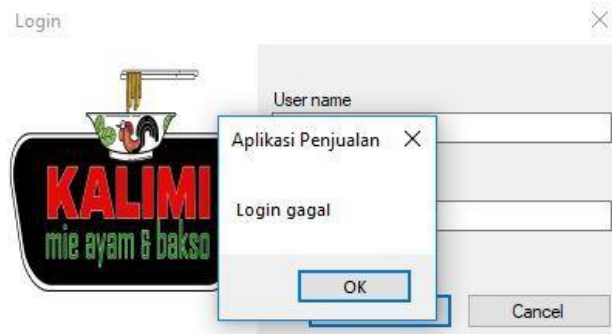 Login
KALIMI
mie ayam & bakso
User name
Aplikasi Penjualan
Login gagal
OK
Cancel